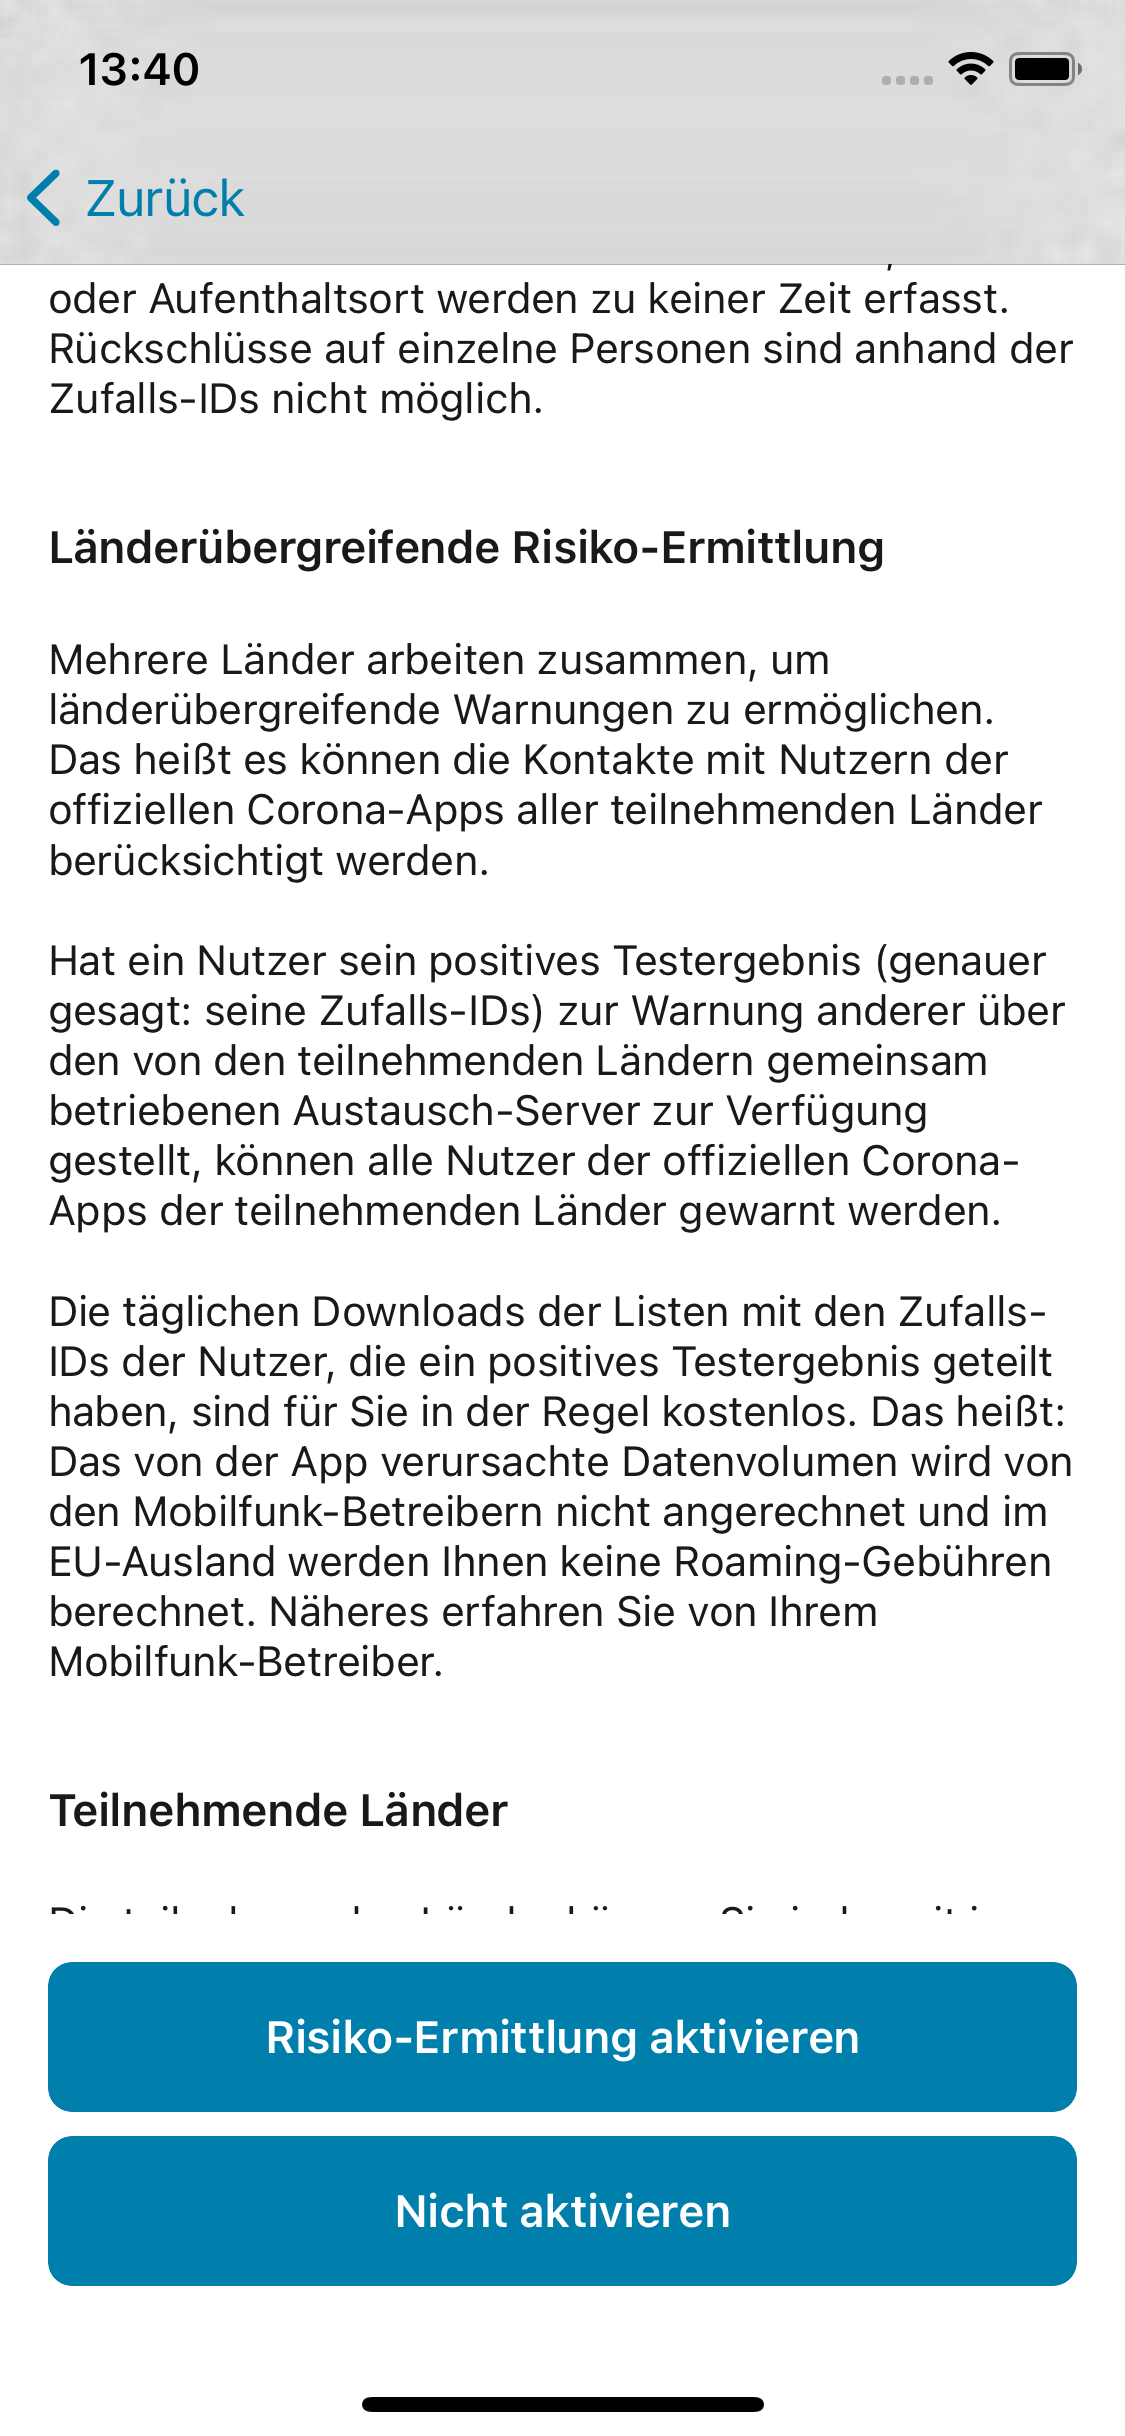 13:40
Zurück
oder Aufenthaltsort werden zu keiner Zeit erfasst.
Rückschlüsse auf einzelne Personen sind anhand der
Zufalls-IDs nicht möglich.
Länderübergreifende Risiko-Ermittlung
Mehrere Länder arbeiten zusammen, um
länderübergreifende Warnungen zu ermöglichen.
Das heißt es können die Kontakte mit Nutzern der
offiziellen Corona-Apps aller teilnehmenden Länder
berücksichtigt werden.
Hat ein Nutzer sein positives Testergebnis (genauer
gesagt: seine Zufalls-IDs) zur Warnung anderer über
den von den teilnehmenden Ländern gemeinsam
betriebenen Austausch-Server zur Verfügung
gestellt, können alle Nutzer der offiziellen Corona-
Apps der teilnehmenden Länder gewarnt werden.
Die täglichen Downloads der Listen mit den Zufalls-
IDs der Nutzer, die ein positives Testergebnis geteilt
haben, sind für Sie in der Regel kostenlos. Das heißt:
Das von der App verursachte Datenvolumen wird von
den Mobilfunk-Betreibern nicht angerechnet und im
EU-Ausland werden Ihnen keine Roaming-Gebühren
berechnet. Näheres erfahren Sie von Ihrem
Mobilfunk-Betreiber.
Teilnehmende Länder
Risiko-Ermittlung aktivieren
Nicht aktivieren